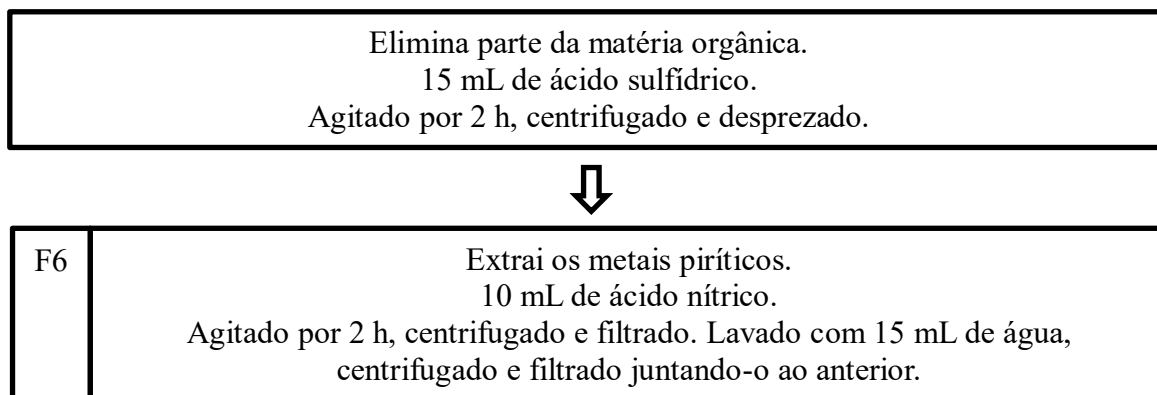 Elimina parte da matéria orgânica.
15 mL de ácido sulfídrico.
Agitado por 2 h, centrifugado e desprezado.
F6
Extrai os metais piríticos.
10 mL de ácido nítrico.
Agitado por 2 h, centrifugado e filtrado. Lavado com 15 mL de água,
centrifugado e filtrado juntando-o ao anterior.